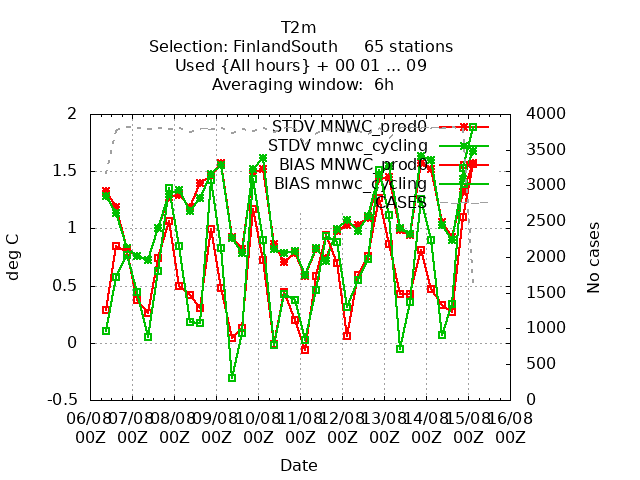 T2m
Selection: FinlandSouth 65 stations
Used {All hours} + 00 01 ... 09
Averaging window: 6h
2 4000
STDV MNWC_prod0
3500
STDV mnwc_cycling
1.5 BIAS MNWC_prod0
3000
BIAS mnwc_cycling
CASES
1 2500
deg C No cases
2000
0.5 1500
0 1000
500
-0.5 0
06/08 07/08 08/08 09/08 10/08 11/08 12/08 13/08 14/08 15/08 16/08
00Z 00Z 00Z 00Z 00Z 00Z 00Z 00Z 00Z 00Z 00Z
Date